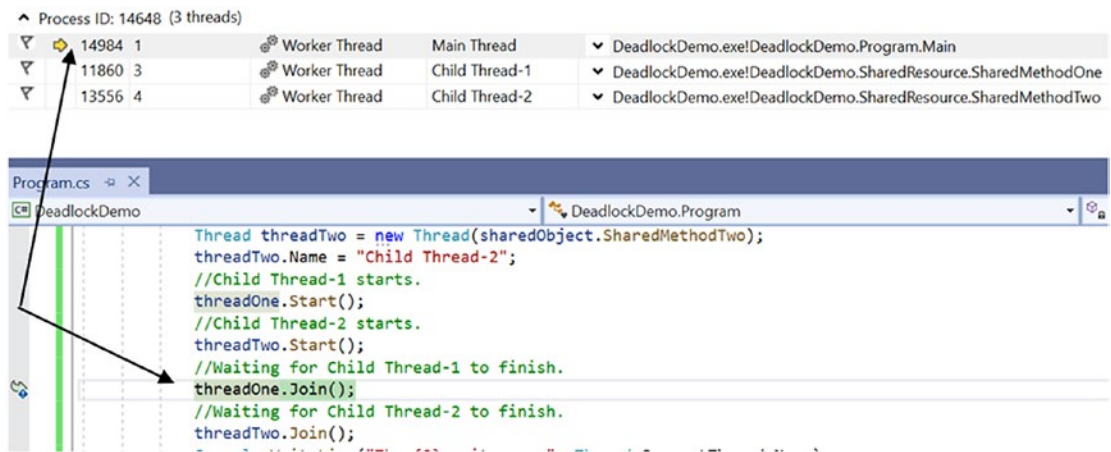 Process ID: 14648 (3 threads)
14984 1 Worker Thread Main Thread DeadlockDemo.exe!DeadlockDemo.Program.Main
11860 3 Worker Thread Child Thread-1 DeadlockDemo.exe!DeadlockDemo.SharedResource.SharedMethodOne
13556 4 Worker Thread Child Thread-2 DeadlockDemo.exe!DeadlockDemo.SharedResource.SharedMethodTwo
Program.cs
C# DeadlockDemo DeadlockDemo.Program
Thread threadTwo = new Thread(sharedObject.SharedMethodTwo);
threadTwo.Name = "Child Thread-2";
//Child Thread-1 starts.
threadOne.Start();
//Child Thread-2 starts.
threadTwo.Start();
//Waiting for Child Thread-1 to finish.
threadOne.Join();
//Waiting for Child Thread-2 to finish.
threadTwo.Join();